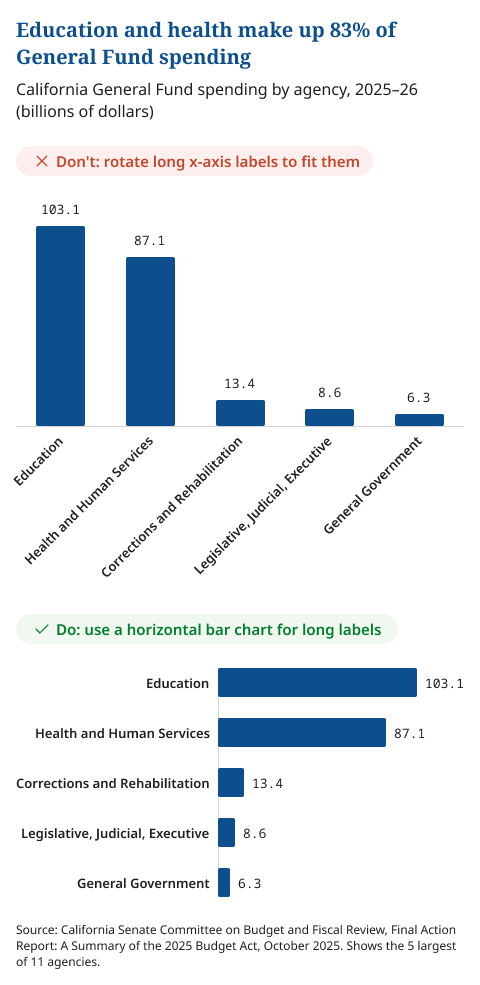 Education and health make up 83% of
General Fund spending
California General Fund spending by agency, 2025–26
(billions of dollars)
Don't: rotate long x-axis labels to fit them
103.1
87.1
13.4
8.6
6.3
Education
Health and Human Services
Corrections and Rehabilitation
Legislative, Judicial, Executive
General Government
Do: use a horizontal bar chart for long labels
Education 103.1
Health and Human Services 87.1
Corrections and Rehabilitation 13.4
Legislative, Judicial, Executive 8.6
General Government 6.3
Source: California Senate Committee on Budget and Fiscal Review, Final Action
Report: A Summary of the 2025 Budget Act, October 2025. Shows the 5 largest
of 11 agencies.